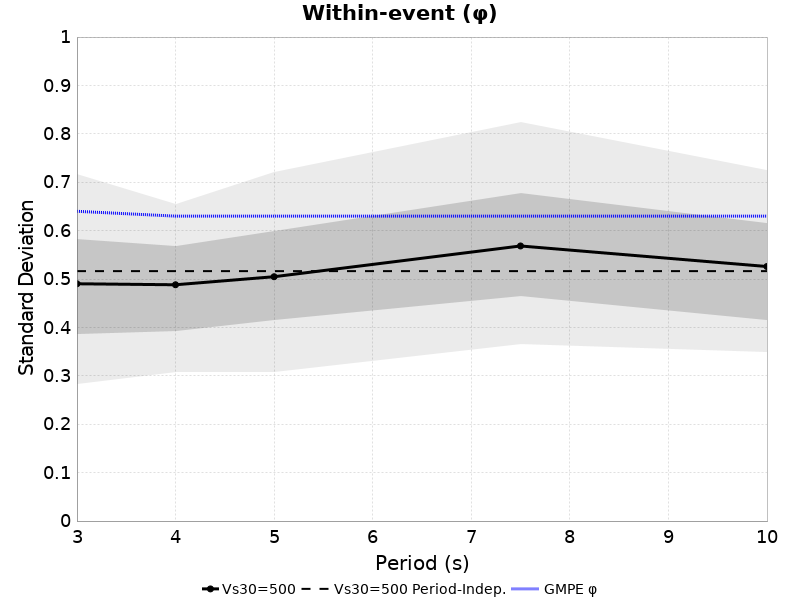 Within-event (φ)
1
0.9
0.8
0.7
0.6
0.5
0.4
0.3
0.2
0.1
0
Standard Deviation
3 4 5 6 7 8 9 10
Period (s)
Vs30=500 Vs30=500 Period-Indep. GMPE φ